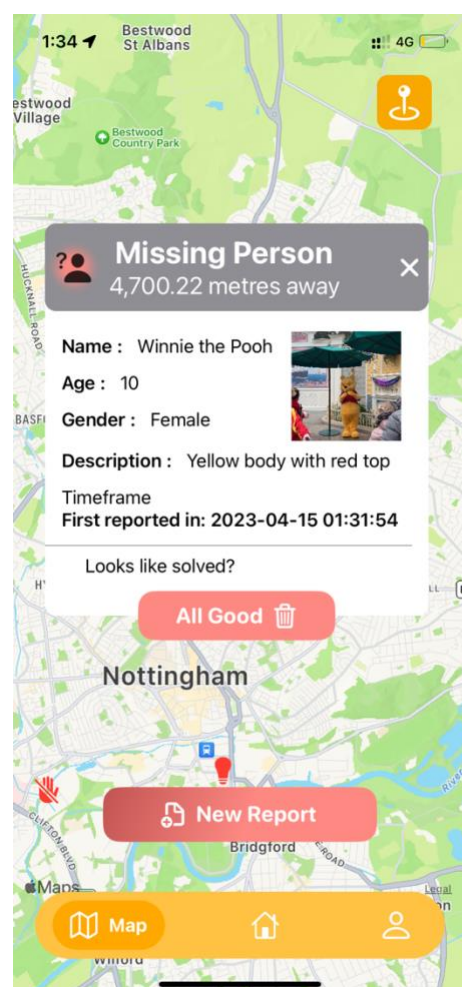 1:34
Bestwood
St Albans
4G
estwood
Village
Bestwood
Country Park
?
Missing Person
4,700.22 metres away
HUCKNALL ROAD
Name : Winnie the Pooh
Age : 10
BASF
Gender : Female
Description : Yellow body with red top
Timeframe
First reported in: 2023-04-15 01:31:54
Looks like solved?
H
LL
All Good
Nottingham
New Report
CLIFTON BLVD
Bridgford
ROAD
River
Maps
Legal
on
Map
Wilford